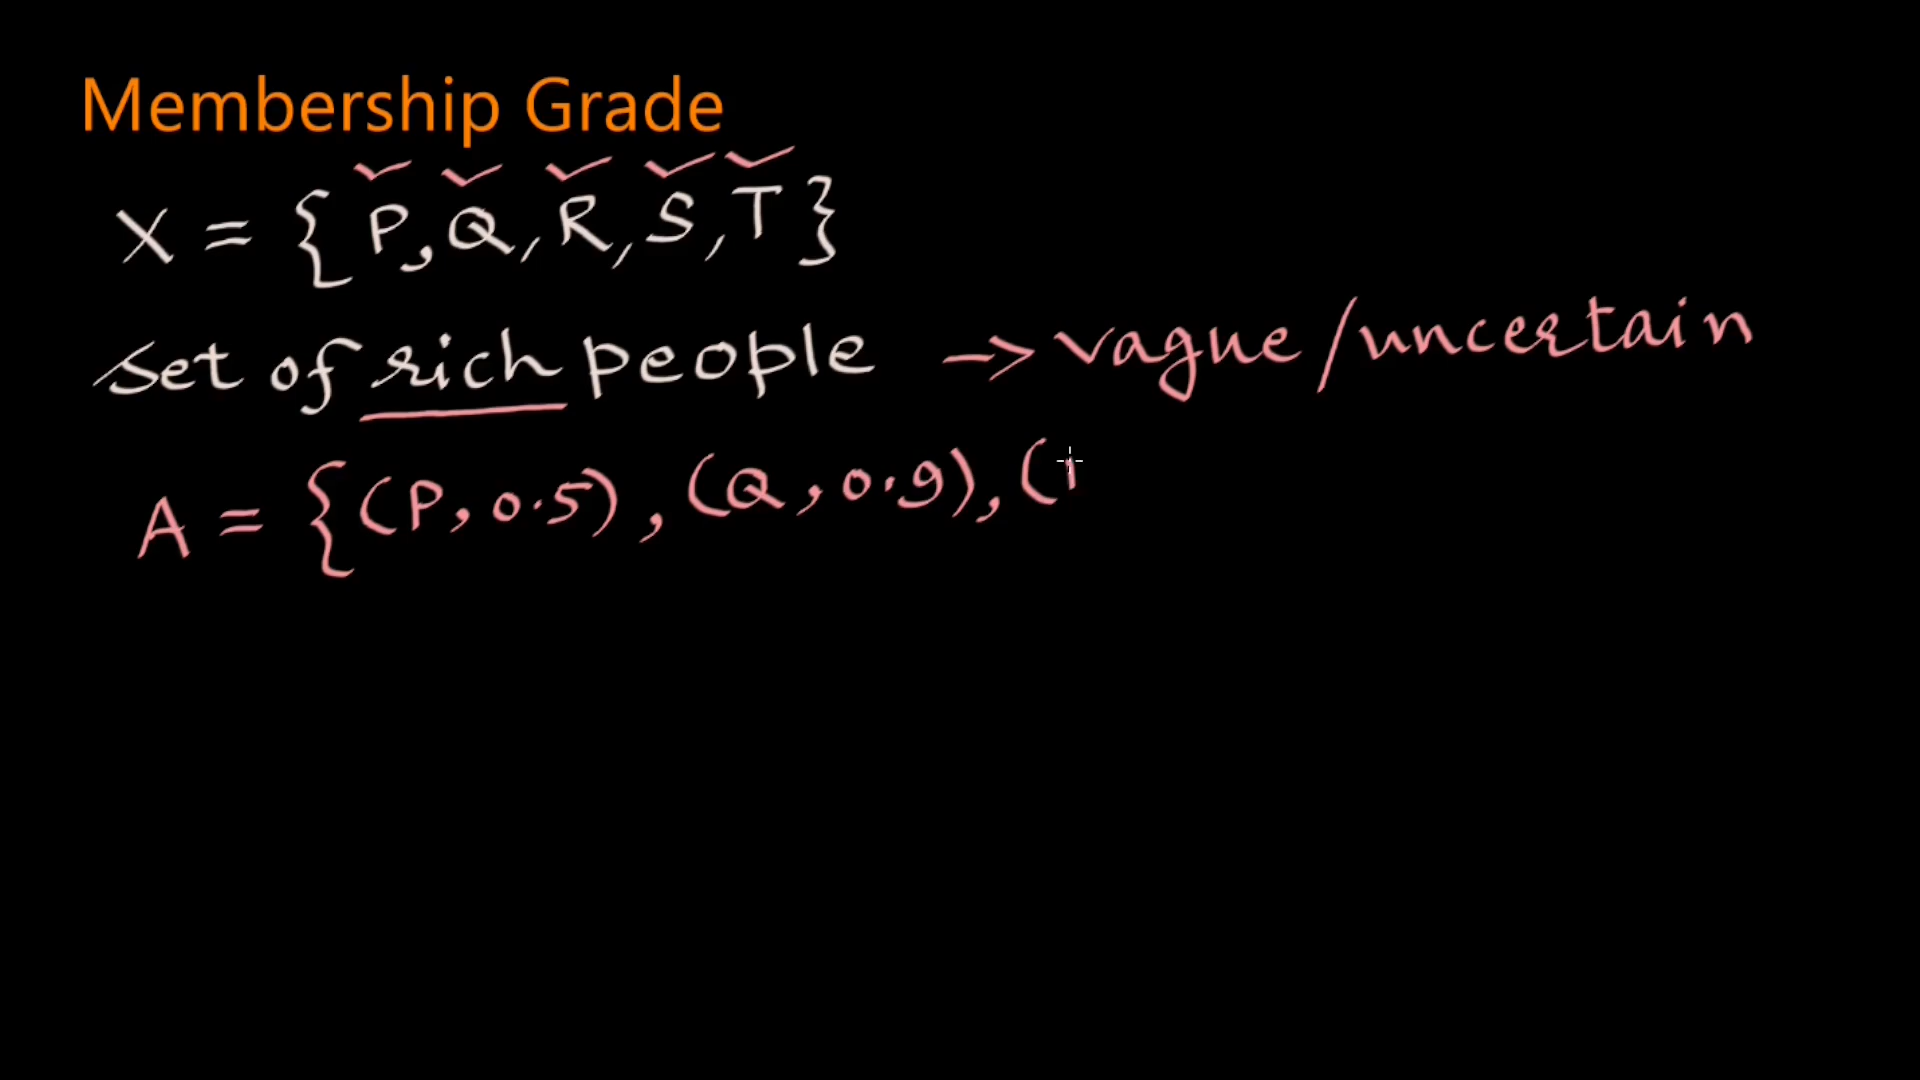 Membership Grade
X = { P, Q, R, S, T }
Set of rich people → vague/uncertain
A = { (P, 0.5), (Q, 0.9), (